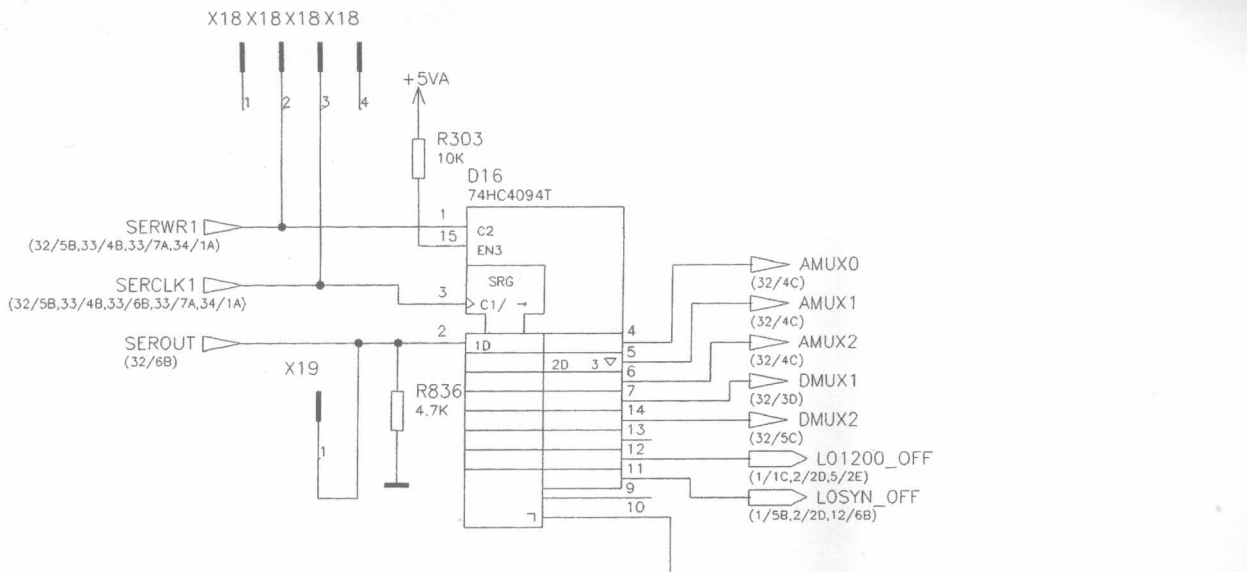 X18 X18 X18 X18
1 2 3 4
+5VA
R303
10K
D16
74HC4094T
SERWR1
(32/5B,33/4B,33/7A,34/1A)
1
15
C2
EN3
SERCLK1
(32/5B,33/4B,33/6B,33/7A,34/1A)
3
SRG
C1/ →
SEROUT
(32/6B)
2
1D
2D 3 ▽
X19
1
R836
4.7K
4
5
6
7
14
13
12
11
9
10
AMUX0
(32/4C)
AMUX1
(32/4C)
AMUX2
(32/4C)
DMUX1
(32/3D)
DMUX2
(32/5C)
LO1200_OFF
(1/1C,2/2D,5/2E)
LOSYN_OFF
(1/5B,2/2D,12/6B)